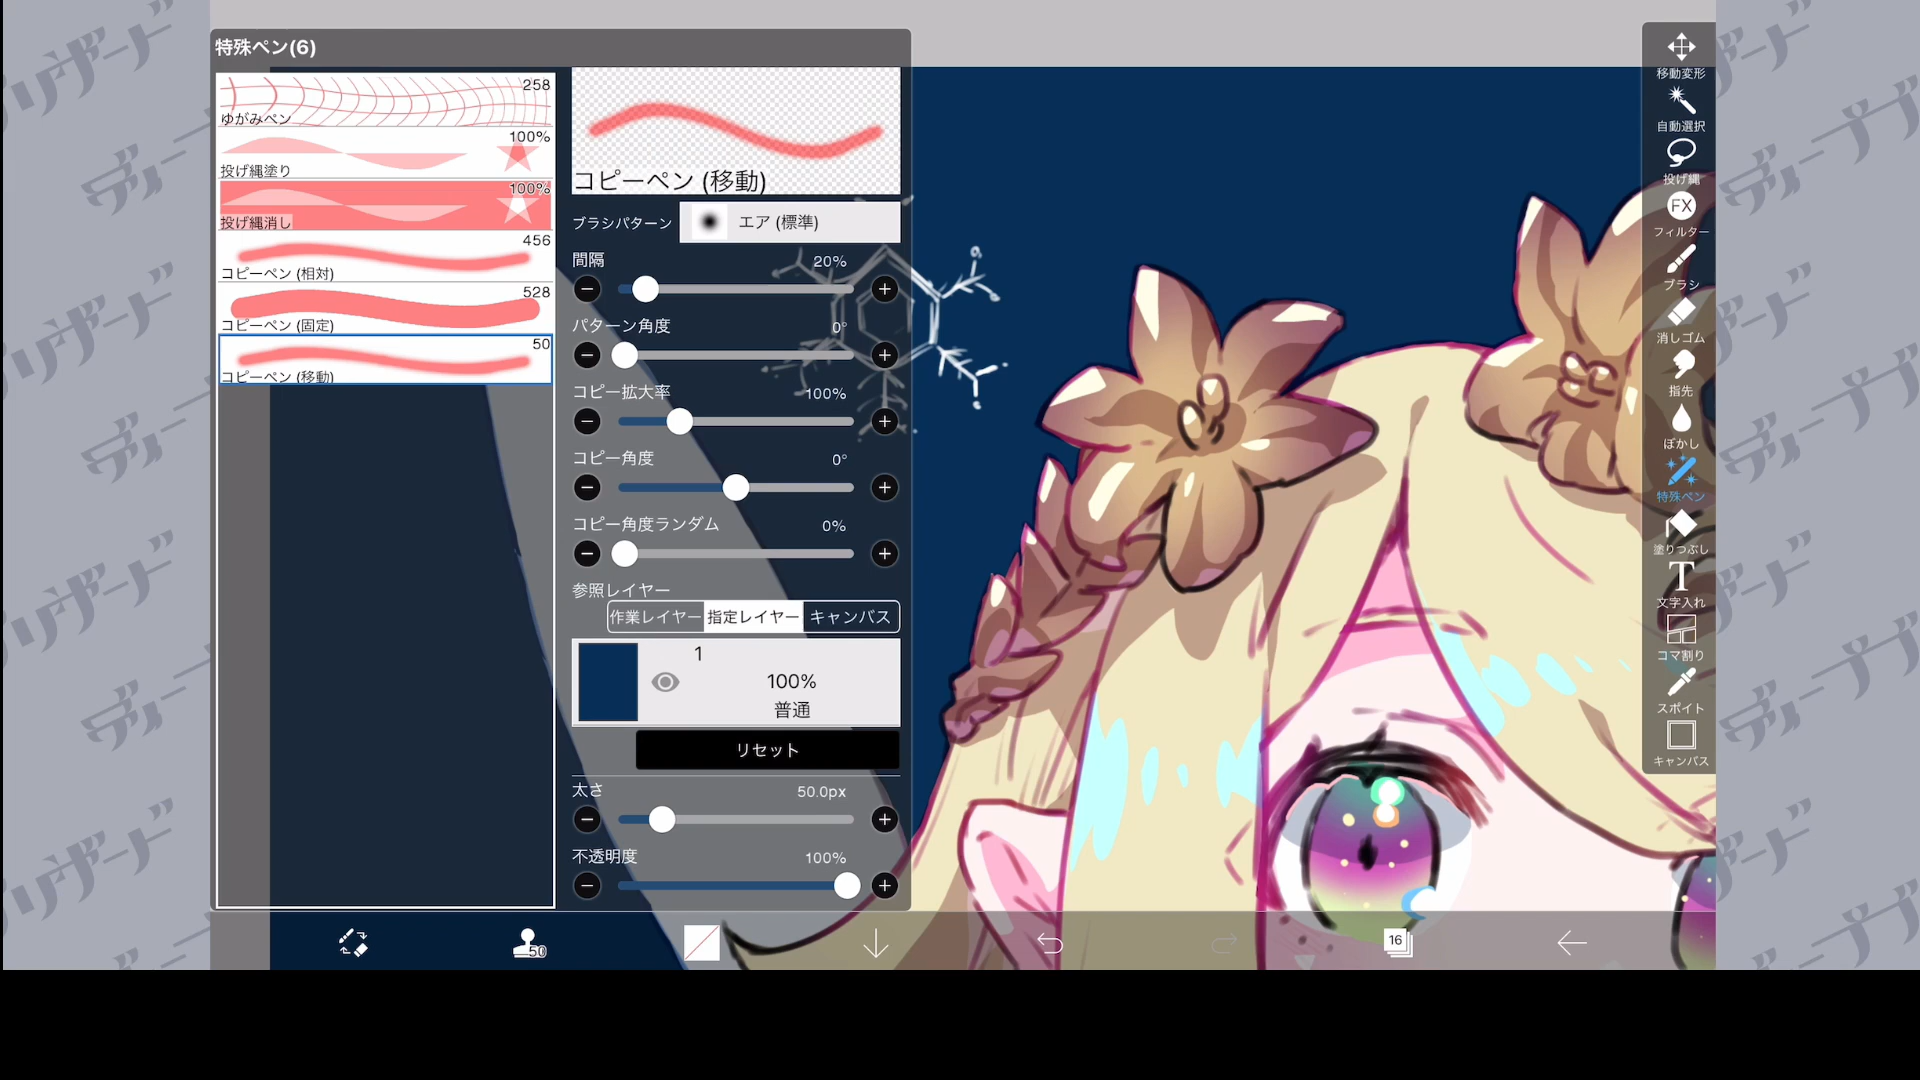 特殊ペン(6)
258
ゆがみペン
100%
投げ縄塗り
100%
投げ縄消し
456
コピーペン (相対)
528
コピーペン (固定)
50
コピーペン (移動)
コピーペン (移動)
ブラシパターン
エア (標準)
間隔
20%
パターン角度
0°
コピー拡大率
100%
コピー角度
0°
コピー角度ランダム
0%
参照レイヤー
作業レイヤー
指定レイヤー
キャンバス
1
100%
普通
リセット
太さ
50.0px
不透明度
100%
移動変形
自動選択
投げ縄
FX
フィルター
ブラシ
消しゴム
指先
ぼかし
特殊ペン
塗りつぶし
T
文字入れ
コマ割り
スポイト
キャンバス
50
16